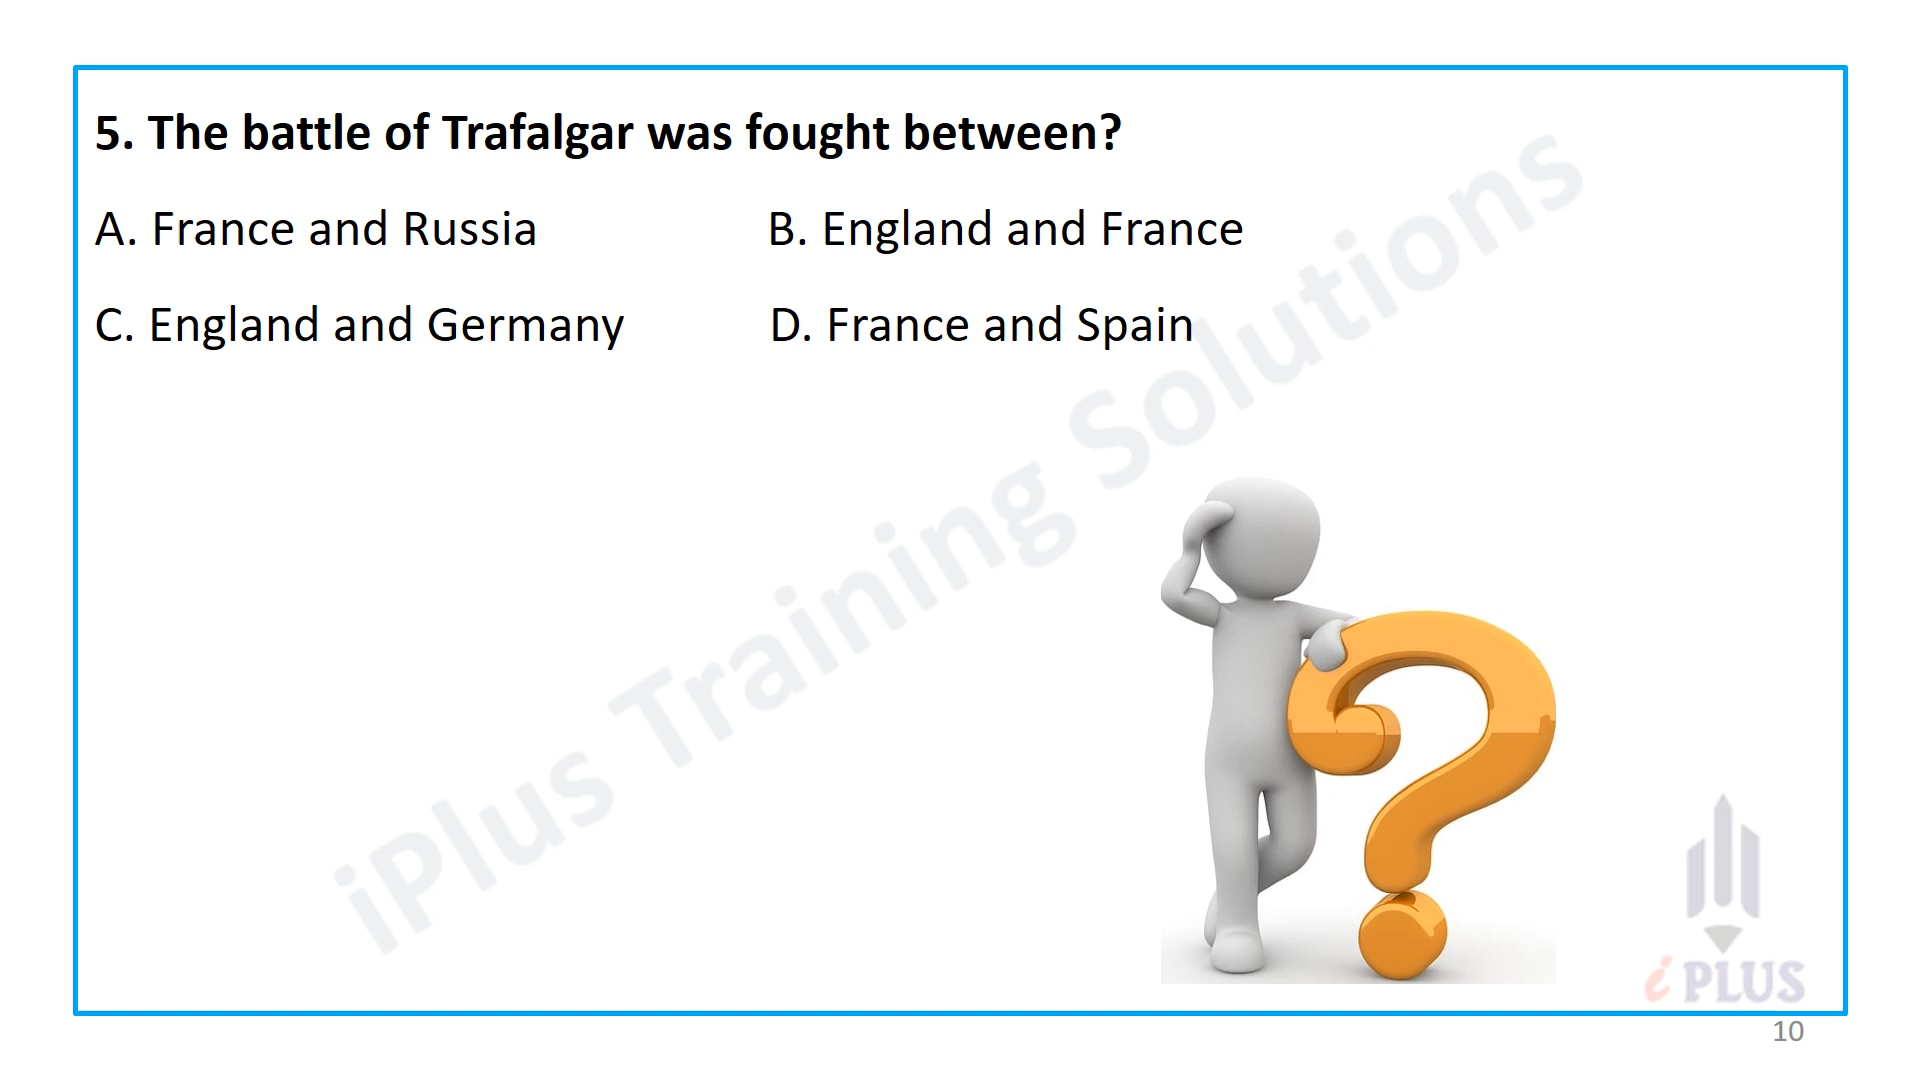 5. The battle of Trafalgar was fought between?
A. France and Russia B. England and France
C. England and Germany D. France and Spain
iPlus Training Solutions
i PLUS
10